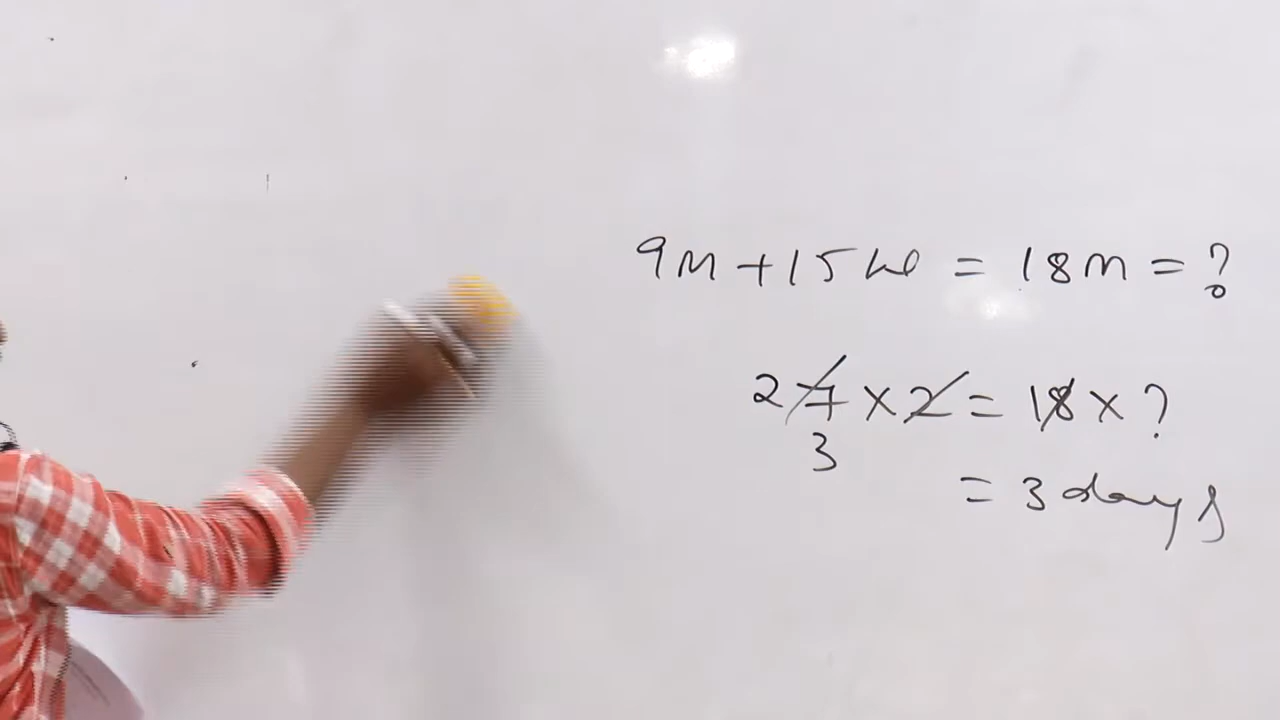 9M + 15W = 18M = ?
27 × 2 = 18 × ?
3
= 3 days